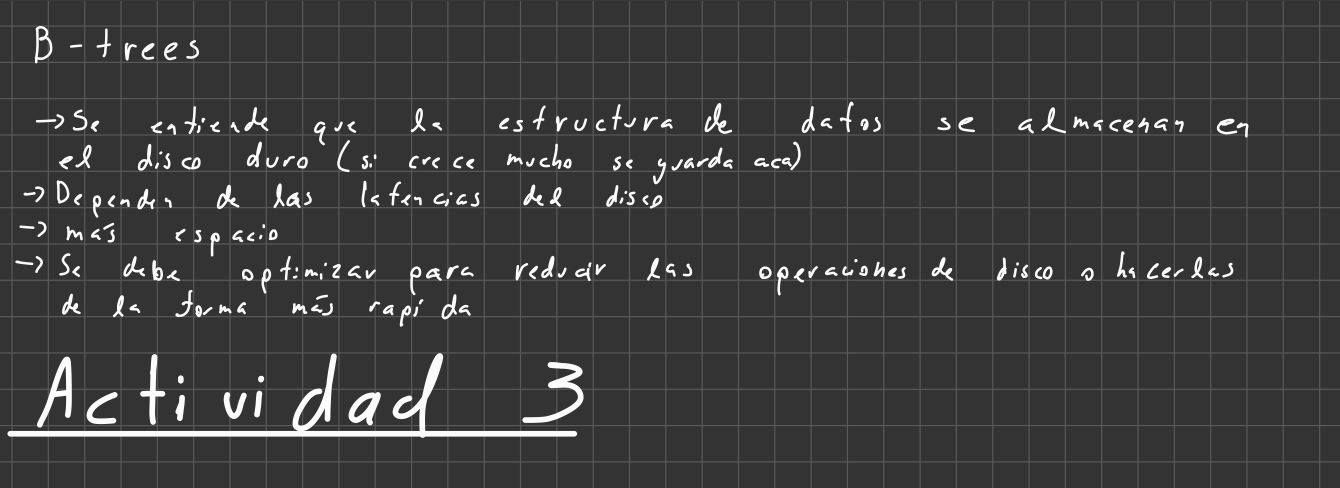 B-trees
→ Se entiende que la estructura de datos se almacenan en
el disco duro (si crece mucho se guarda aca)
→ Dependen de las latencias del disco
→ más espacio
→ Se debe optimizar para reducir las operaciones de disco o hacerlas
de la forma más rapída
Actividad 3